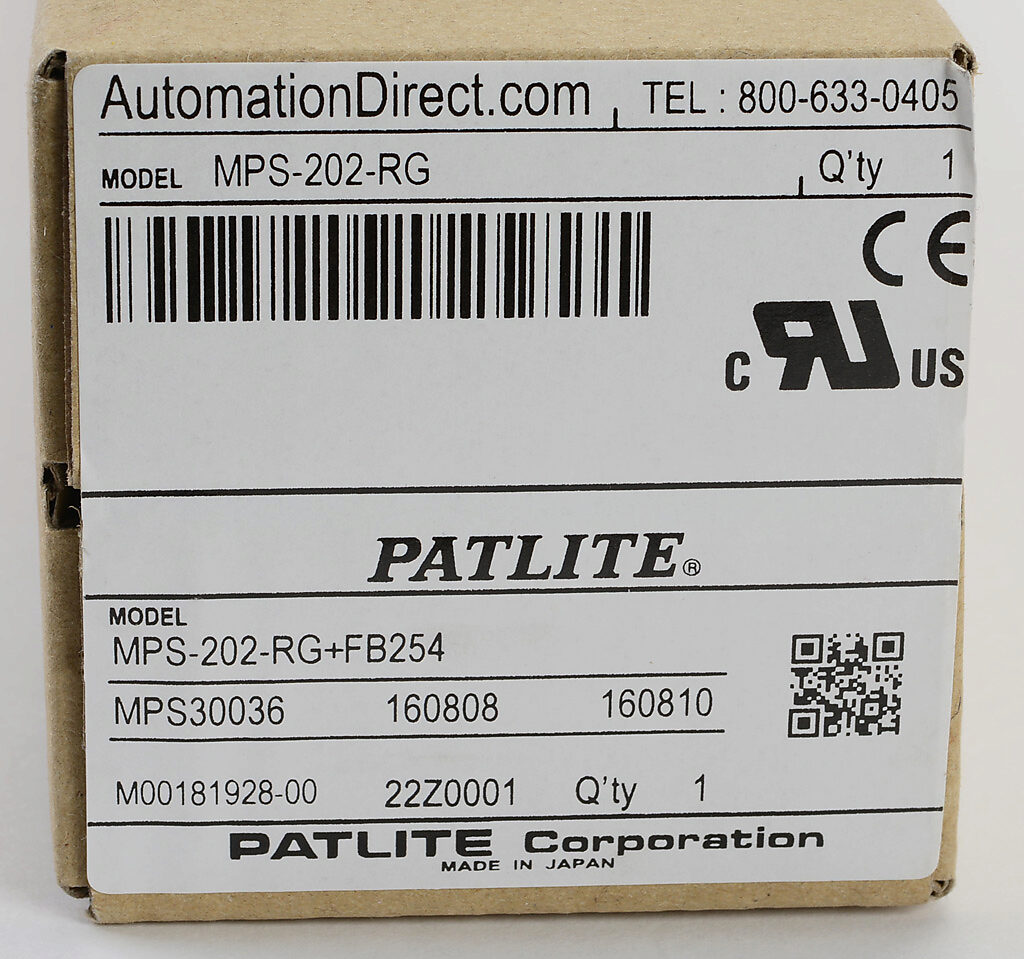 AutomationDirect.com TEL : 800-633-0405
MODEL MPS-202-RG Q'ty 1
CE
c RU US
PATLITE®
MODEL
MPS-202-RG+FB254
MPS30036 160808 160810
M00181928-00 22Z0001 Q'ty 1
PATLITE Corporation
MADE IN JAPAN